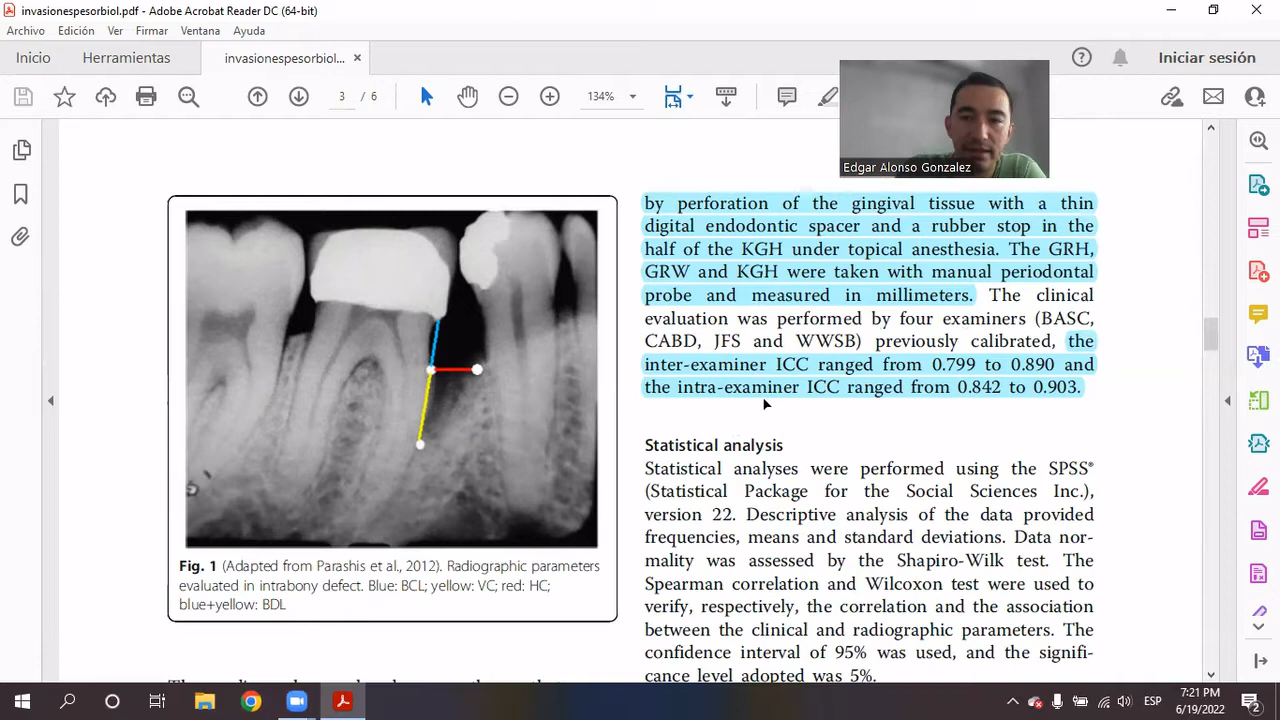 invasionespesorbiol.pdf - Adobe Acrobat Reader DC (64-bit)
Archivo Edición Ver Firmar Ventana Ayuda
Inicio Herramientas invasionespesorbiol... Iniciar sesión
3 / 6 134%
Edgar Alonso Gonzalez
by perforation of the gingival tissue with a thin
digital endodontic spacer and a rubber stop in the
half of the KGH under topical anesthesia. The GRH,
GRW and KGH were taken with manual periodontal
probe and measured in millimeters. The clinical
evaluation was performed by four examiners (BASC,
CABD, JFS and WWSB) previously calibrated, the
inter-examiner ICC ranged from 0.799 to 0.890 and
the intra-examiner ICC ranged from 0.842 to 0.903.
Statistical analysis
Statistical analyses were performed using the SPSS®
(Statistical Package for the Social Sciences Inc.),
version 22. Descriptive analysis of the data provided
frequencies, means and standard deviations. Data nor-
mality was assessed by the Shapiro-Wilk test. The
Spearman correlation and Wilcoxon test were used to
verify, respectively, the correlation and the association
between the clinical and radiographic parameters. The
confidence interval of 95% was used, and the signifi-
cance level adopted was 5%.
Fig. 1 (Adapted from Parashis et al., 2012). Radiographic parameters
evaluated in intrabony defect. Blue: BCL; yellow: VC; red: HC;
blue+yellow: BDL
ESP
7:21 PM
6/19/2022
2